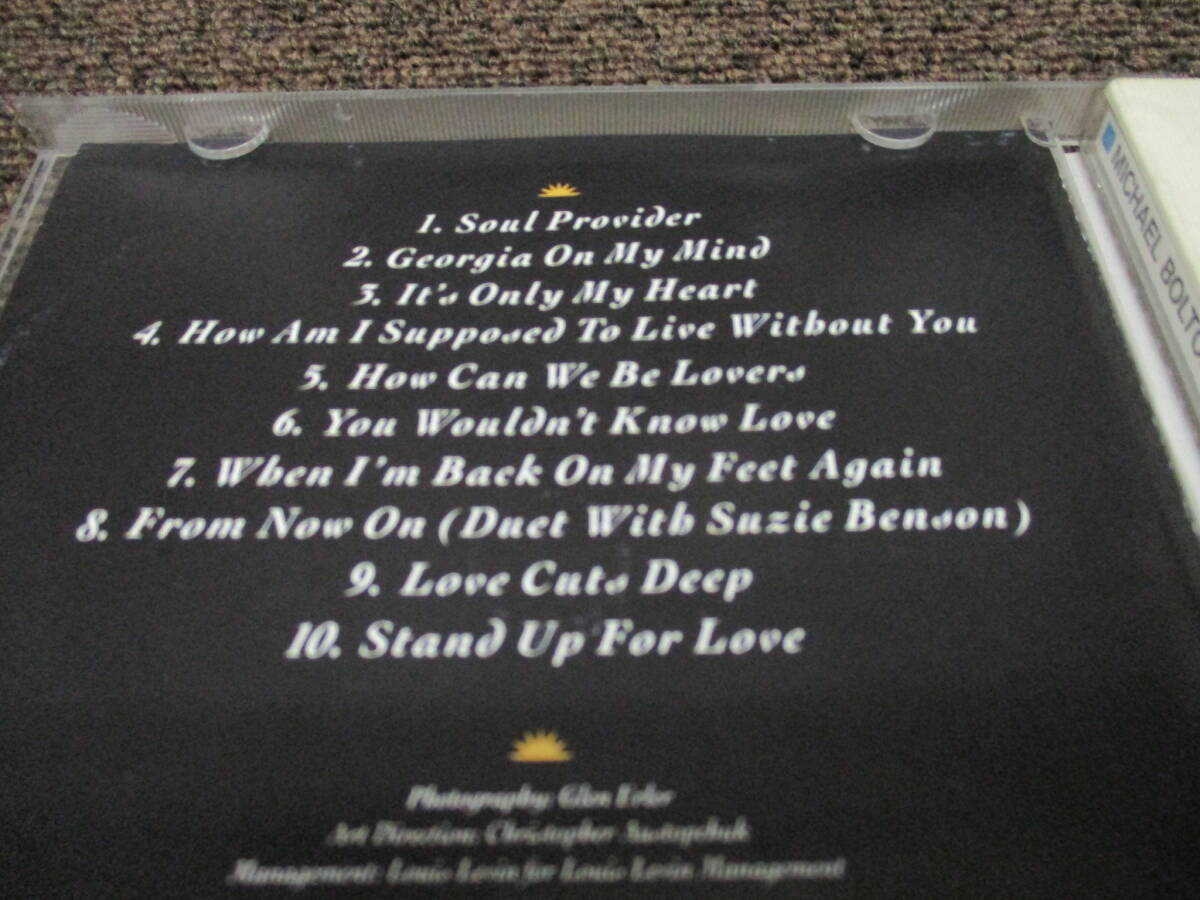 1. Soul Provider
2. Georgia On My Mind
3. It's Only My Heart
4. How Am I Supposed To Live Without You
5. How Can We Be Lovers
6. You Wouldn't Know Love
7. When I'm Back On My Feet Again
8. From Now On (Duet With Suzie Benson)
9. Love Cuts Deep
10. Stand Up For Love
Photography: Glen Erler
Art Direction: Christopher Austopchuk
Management: Louis Levin for Louis Levin Management
MICHAEL BOLTO